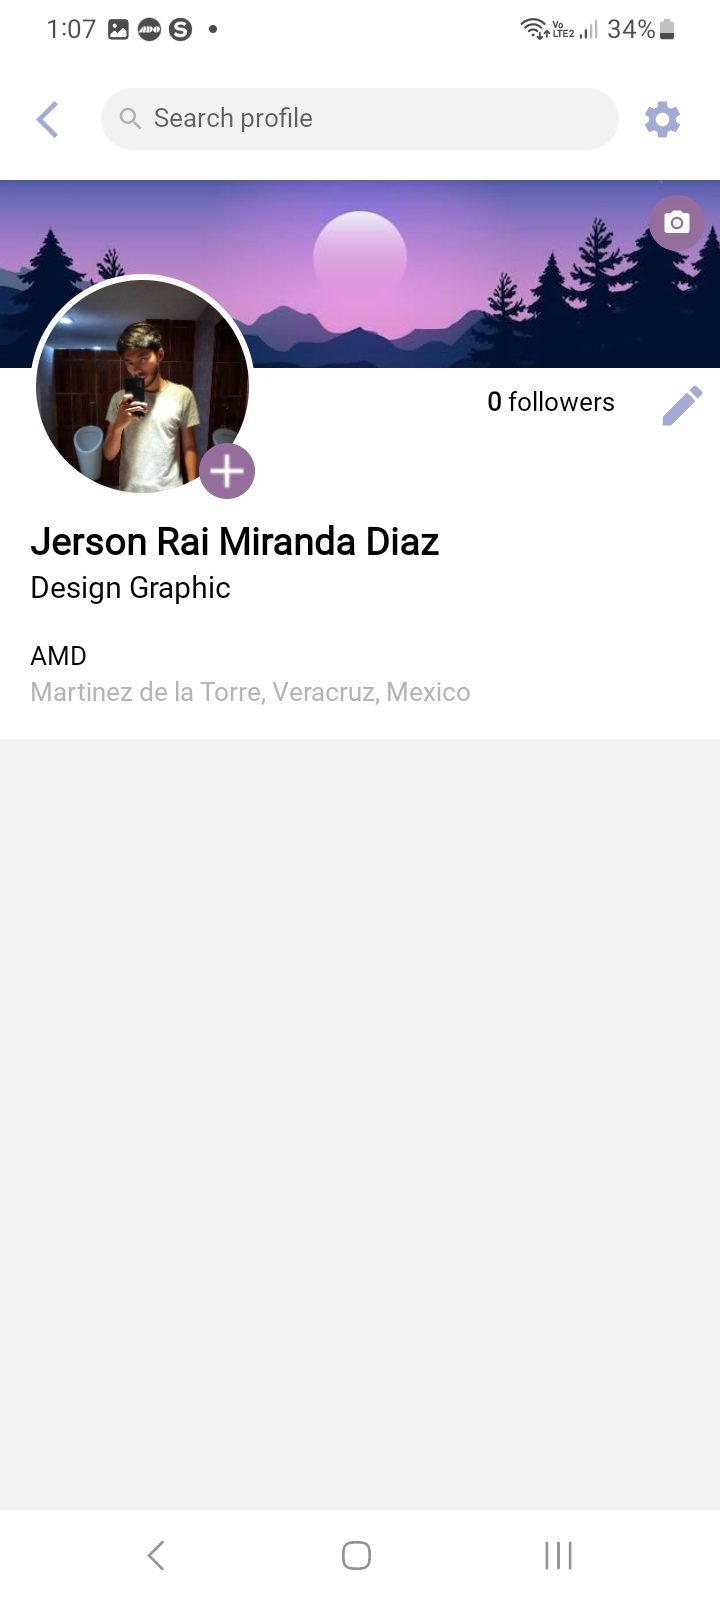 1:07 ADO S
Vo LTE2 34%
Search profile
0 followers
Jerson Rai Miranda Diaz
Design Graphic
AMD
Martinez de la Torre, Veracruz, Mexico